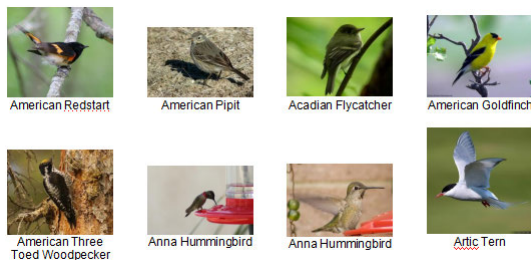 American Redstart
American Pipit
Acadian Flycatcher
American Goldfinch
American Three
Toed Woodpecker
Anna Hummingbird
Anna Hummingbird
Artic Tern